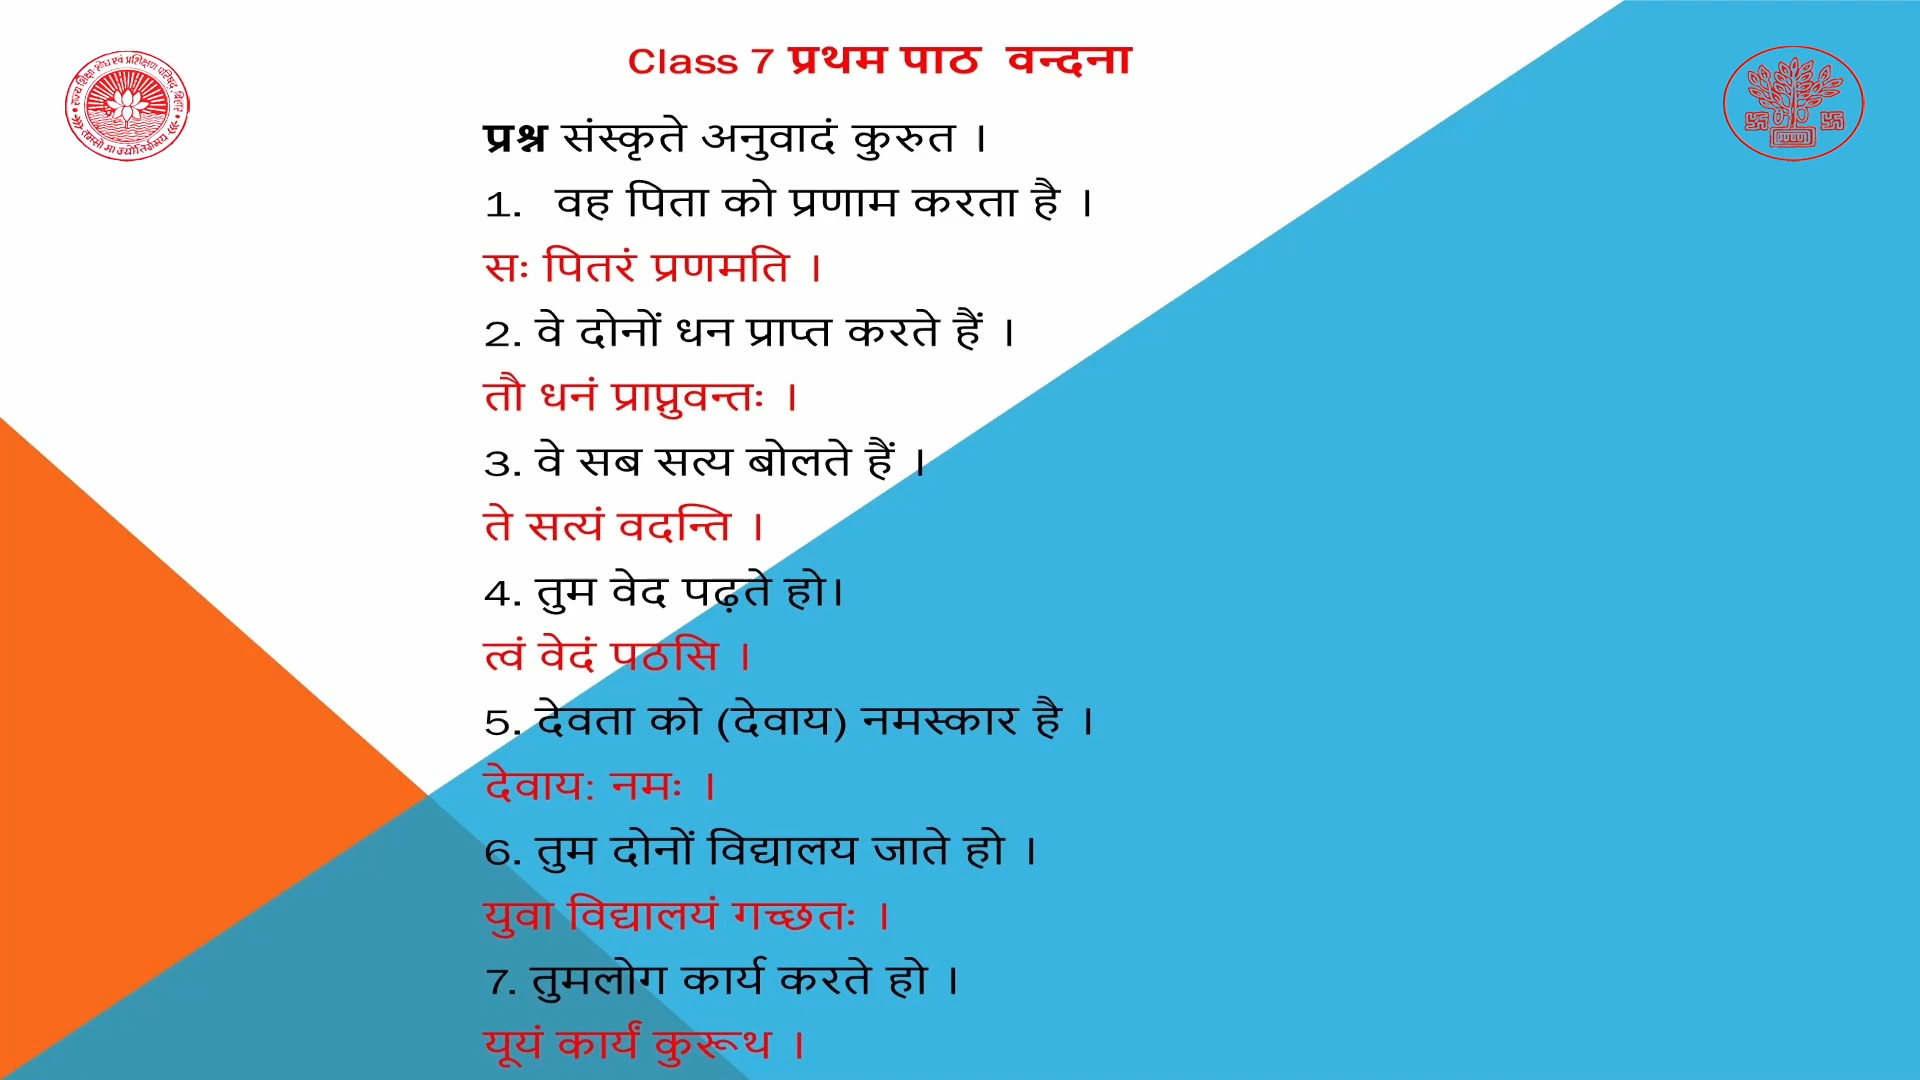 Class 7 प्रथम पाठ वन्दना
प्रश्न संस्कृते अनुवादं कुरुत ।
1. वह पिता को प्रणाम करता है ।
सः पितरं प्रणमति ।
2. वे दोनों धन प्राप्त करते हैं ।
तौ धनं प्राप्नुवन्तः ।
3. वे सब सत्य बोलते हैं ।
ते सत्यं वदन्ति ।
4. तुम वेद पढ़ते हो।
त्वं वेदं पठसि ।
5. देवता को (देवाय) नमस्कार है ।
देवाय: नमः ।
6. तुम दोनों विद्यालय जाते हो ।
युवा विद्यालयं गच्छतः ।
7. तुमलोग कार्य करते हो ।
यूयं कार्यं कुरूथ ।